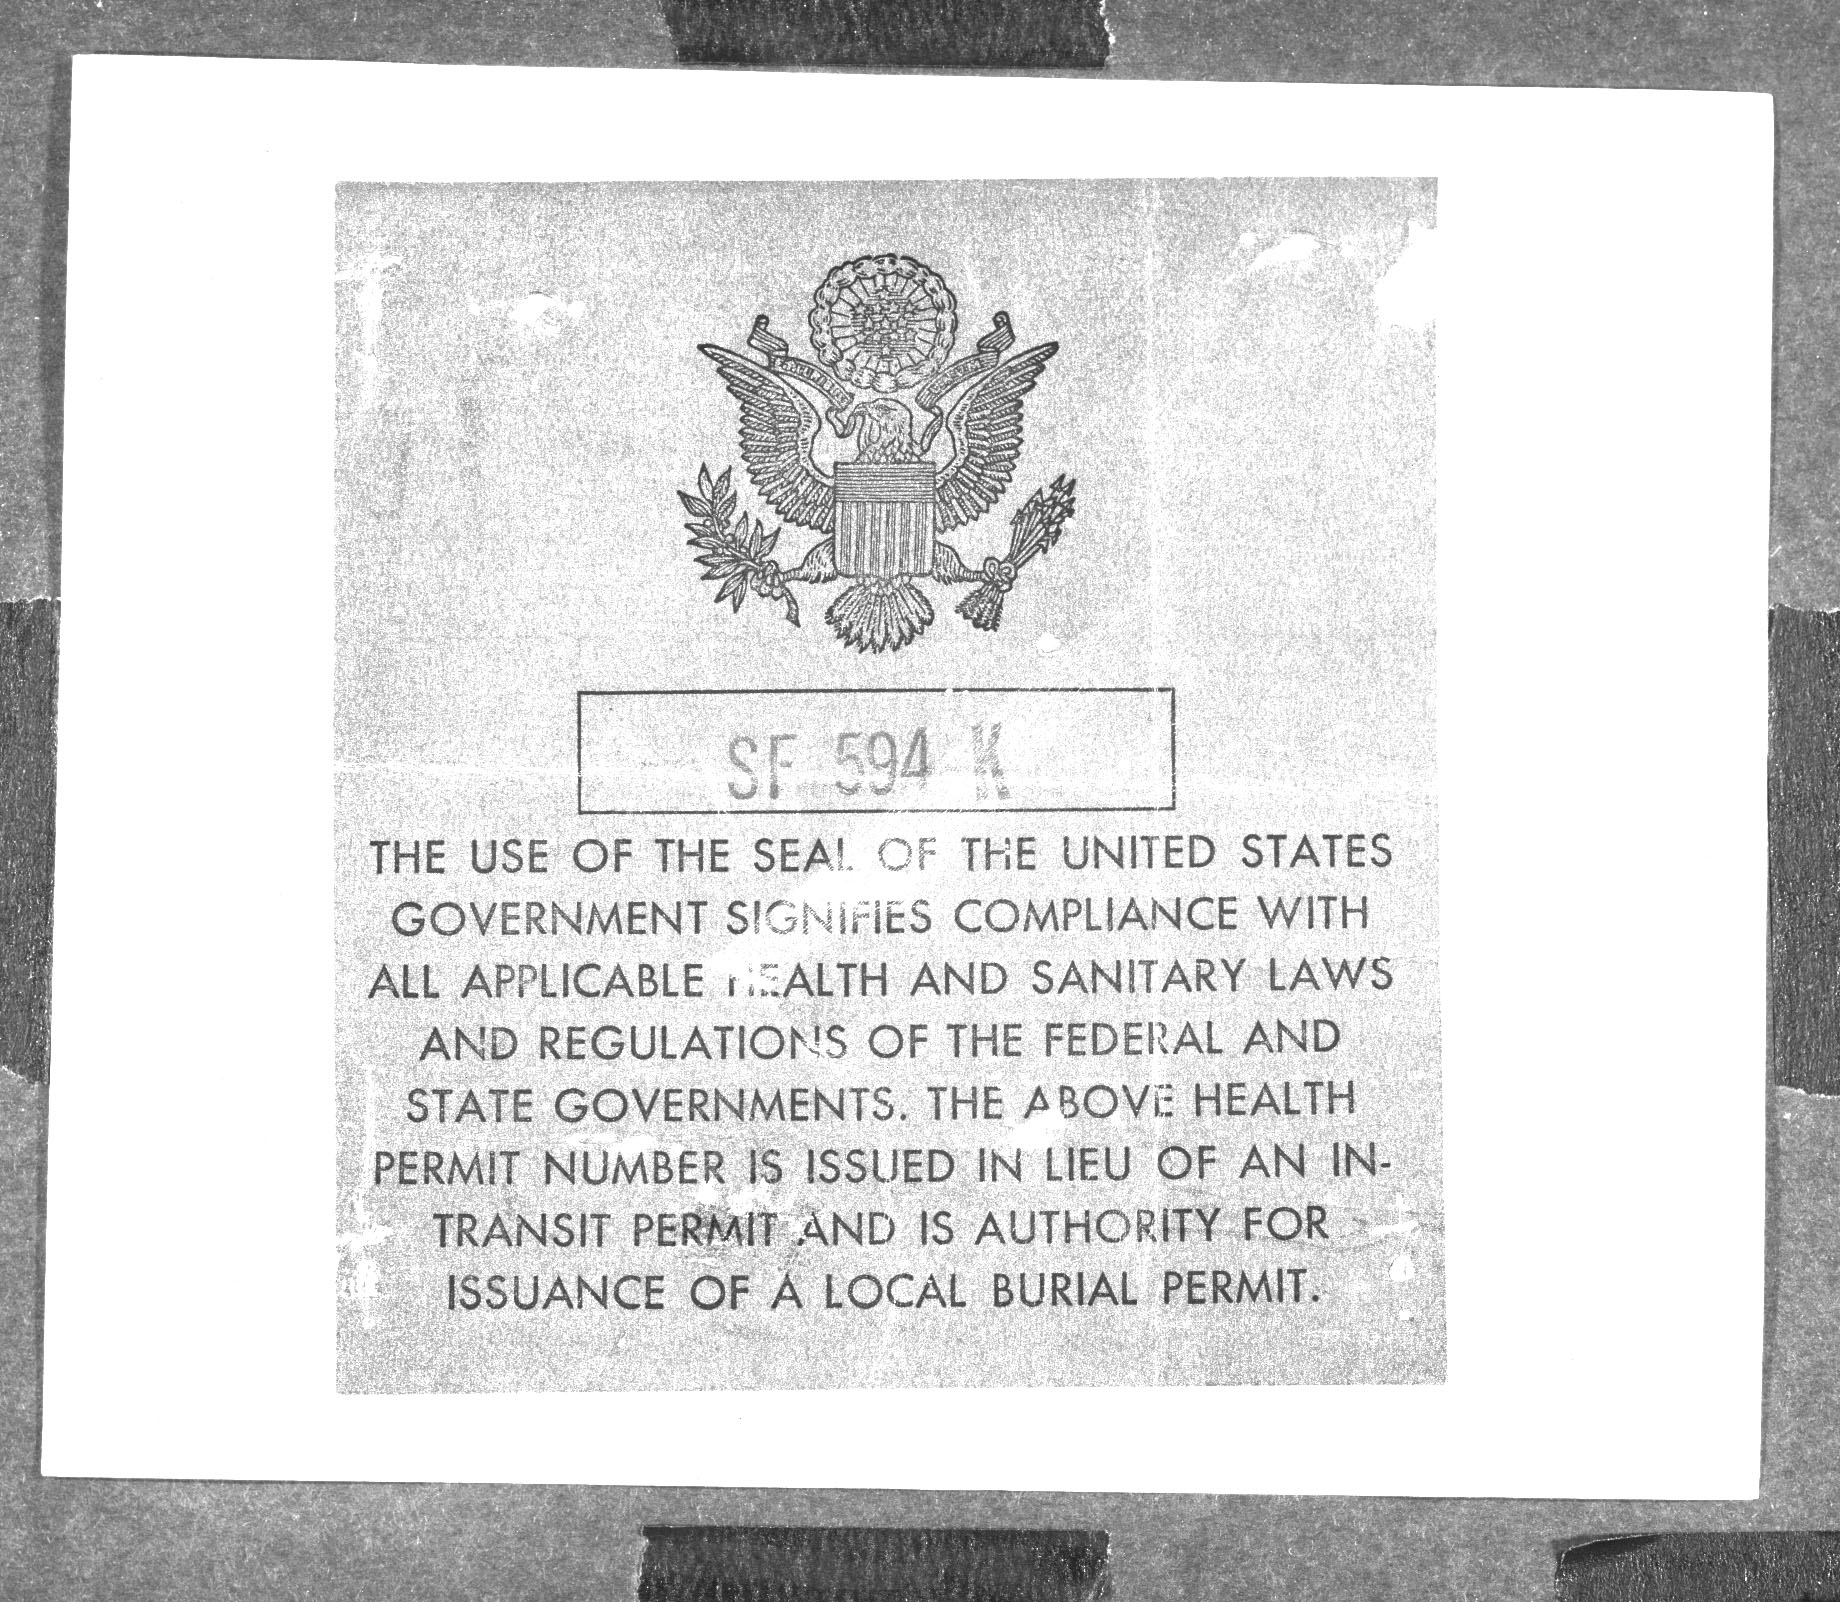 SF 594 K
THE USE OF THE SEAL OF THE UNITED STATES
GOVERNMENT SIGNIFIES COMPLIANCE WITH
ALL APPLICABLE HEALTH AND SANITARY LAWS
AND REGULATIONS OF THE FEDERAL AND
STATE GOVERNMENTS. THE ABOVE HEALTH
PERMIT NUMBER IS ISSUED IN LIEU OF AN IN-
TRANSIT PERMIT AND IS AUTHORITY FOR
ISSUANCE OF A LOCAL BURIAL PERMIT.